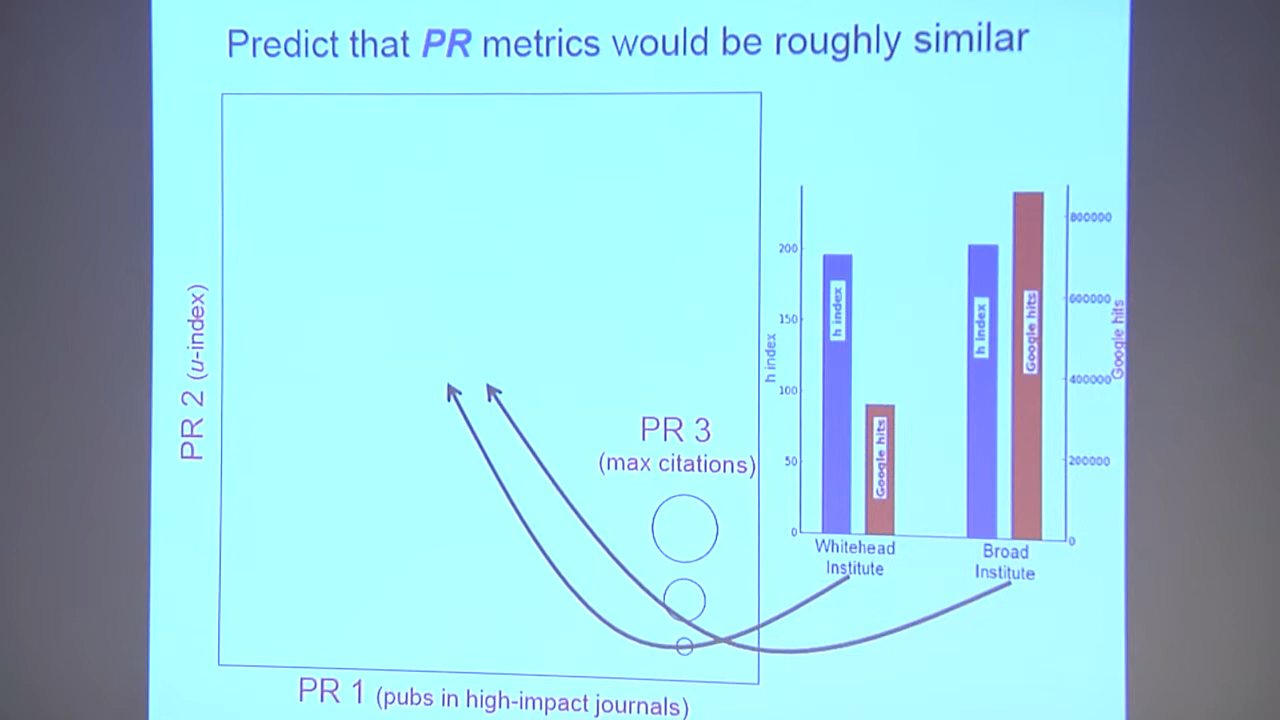 Predict that PR metrics would be roughly similar
PR 2 (u-index)
PR 1 (pubs in high-impact journals)
PR 3
(max citations)
h index
200
150
100
50
0
h index
Google hits
h index
Google hits
800000
600000
400000
200000
0
Google hits
Whitehead
Institute
Broad
Institute